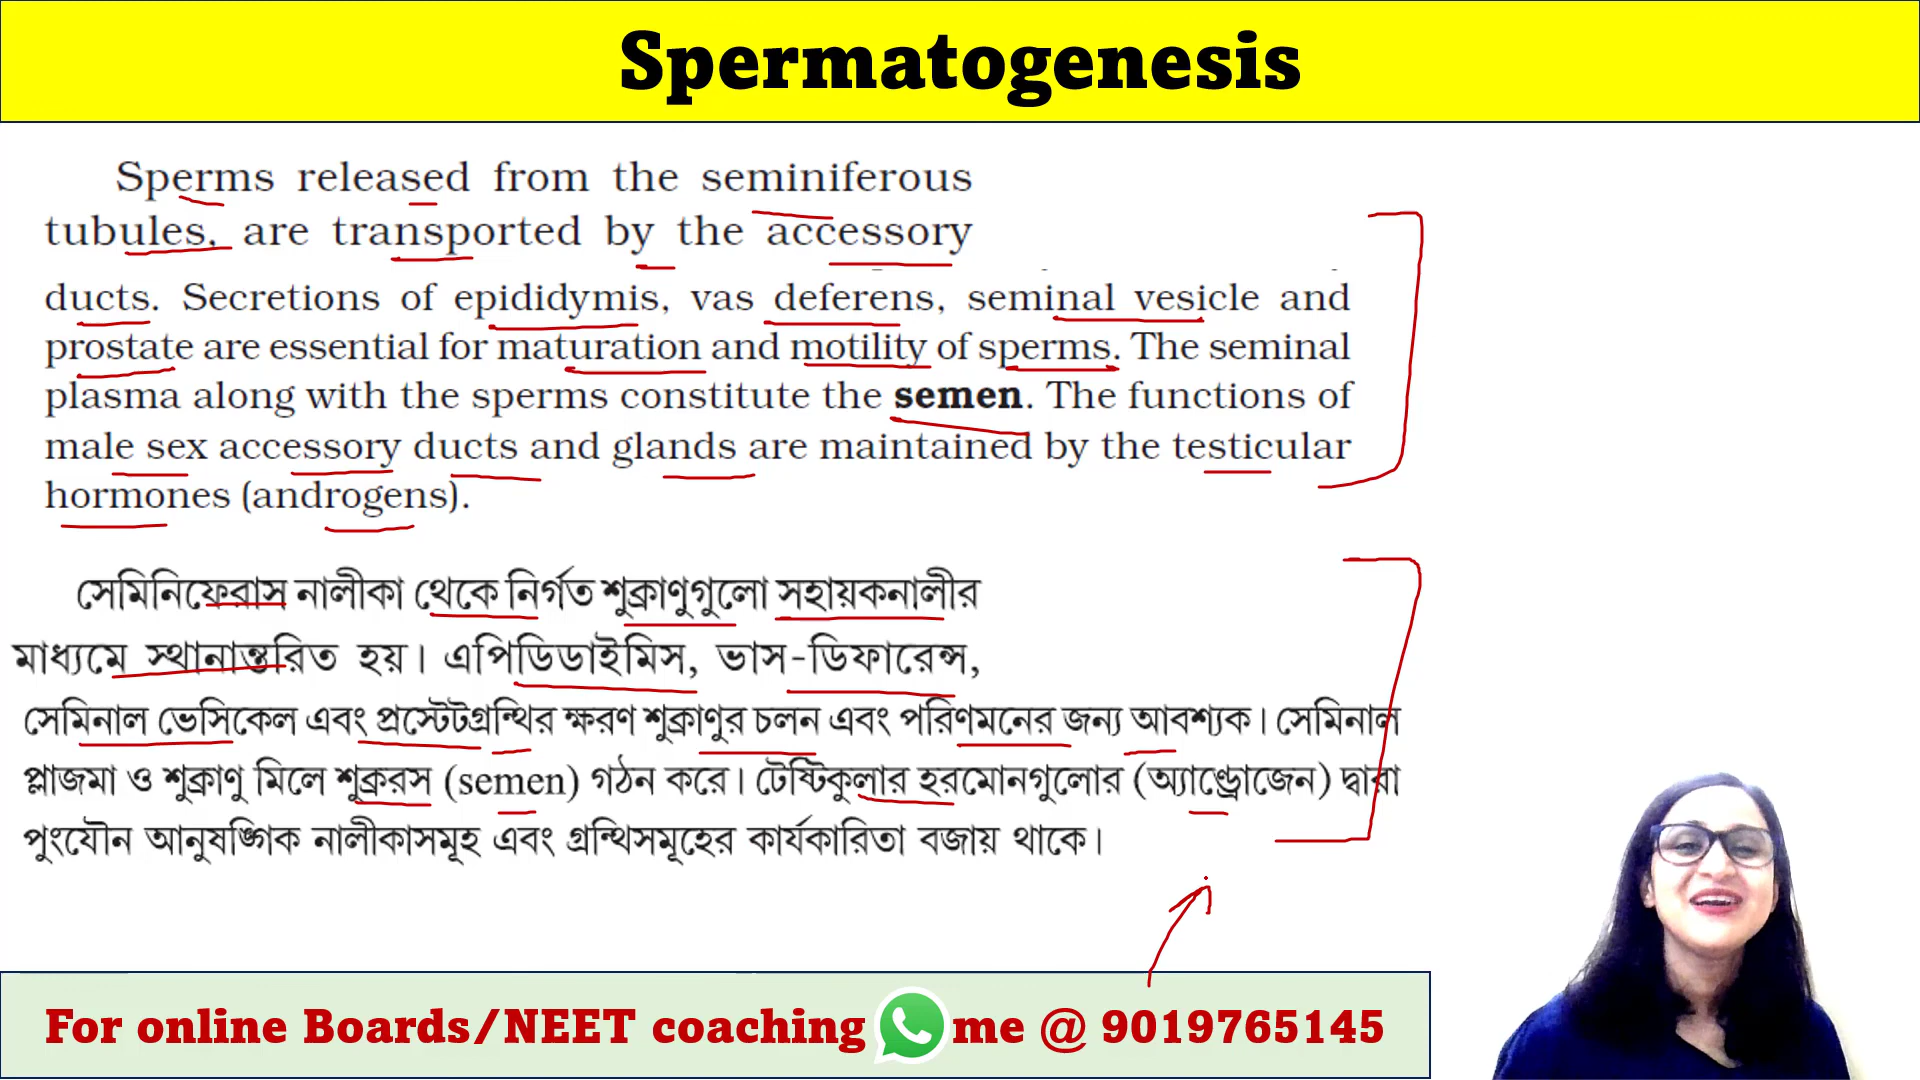 Spermatogenesis
Sperms released from the seminiferous
tubules, are transported by the accessory
ducts. Secretions of epididymis, vas deferens, seminal vesicle and
prostate are essential for maturation and motility of sperms. The seminal
plasma along with the sperms constitute the semen. The functions of
male sex accessory ducts and glands are maintained by the testicular
hormones (androgens).
সেমিনিফেরাস নালীকা থেকে নির্গত শুক্রাণুগুলো সহায়কনালীর
মাধ্যমে স্থানান্তরিত হয়। এপিডিডাইমিস, ভাস-ডিফারেন্স,
সেমিনাল ভেসিকেল এবং প্রস্টেটগ্রন্থির ক্ষরণ শুক্রাণুর চলন এবং পরিণমনের জন্য আবশ্যক। সেমিনাল
প্লাজমা ও শুক্রাণু মিলে শুক্ররস (semen) গঠন করে। টেষ্টিকুলার হরমোনগুলোর (অ্যাণ্ড্রোজেন) দ্বারা
পুংযৌন আনুষঙ্গিক নালীকাসমূহ এবং গ্রন্থিসমূহের কার্যকারিতা বজায় থাকে।
For online Boards/NEET coaching me @ 9019765145